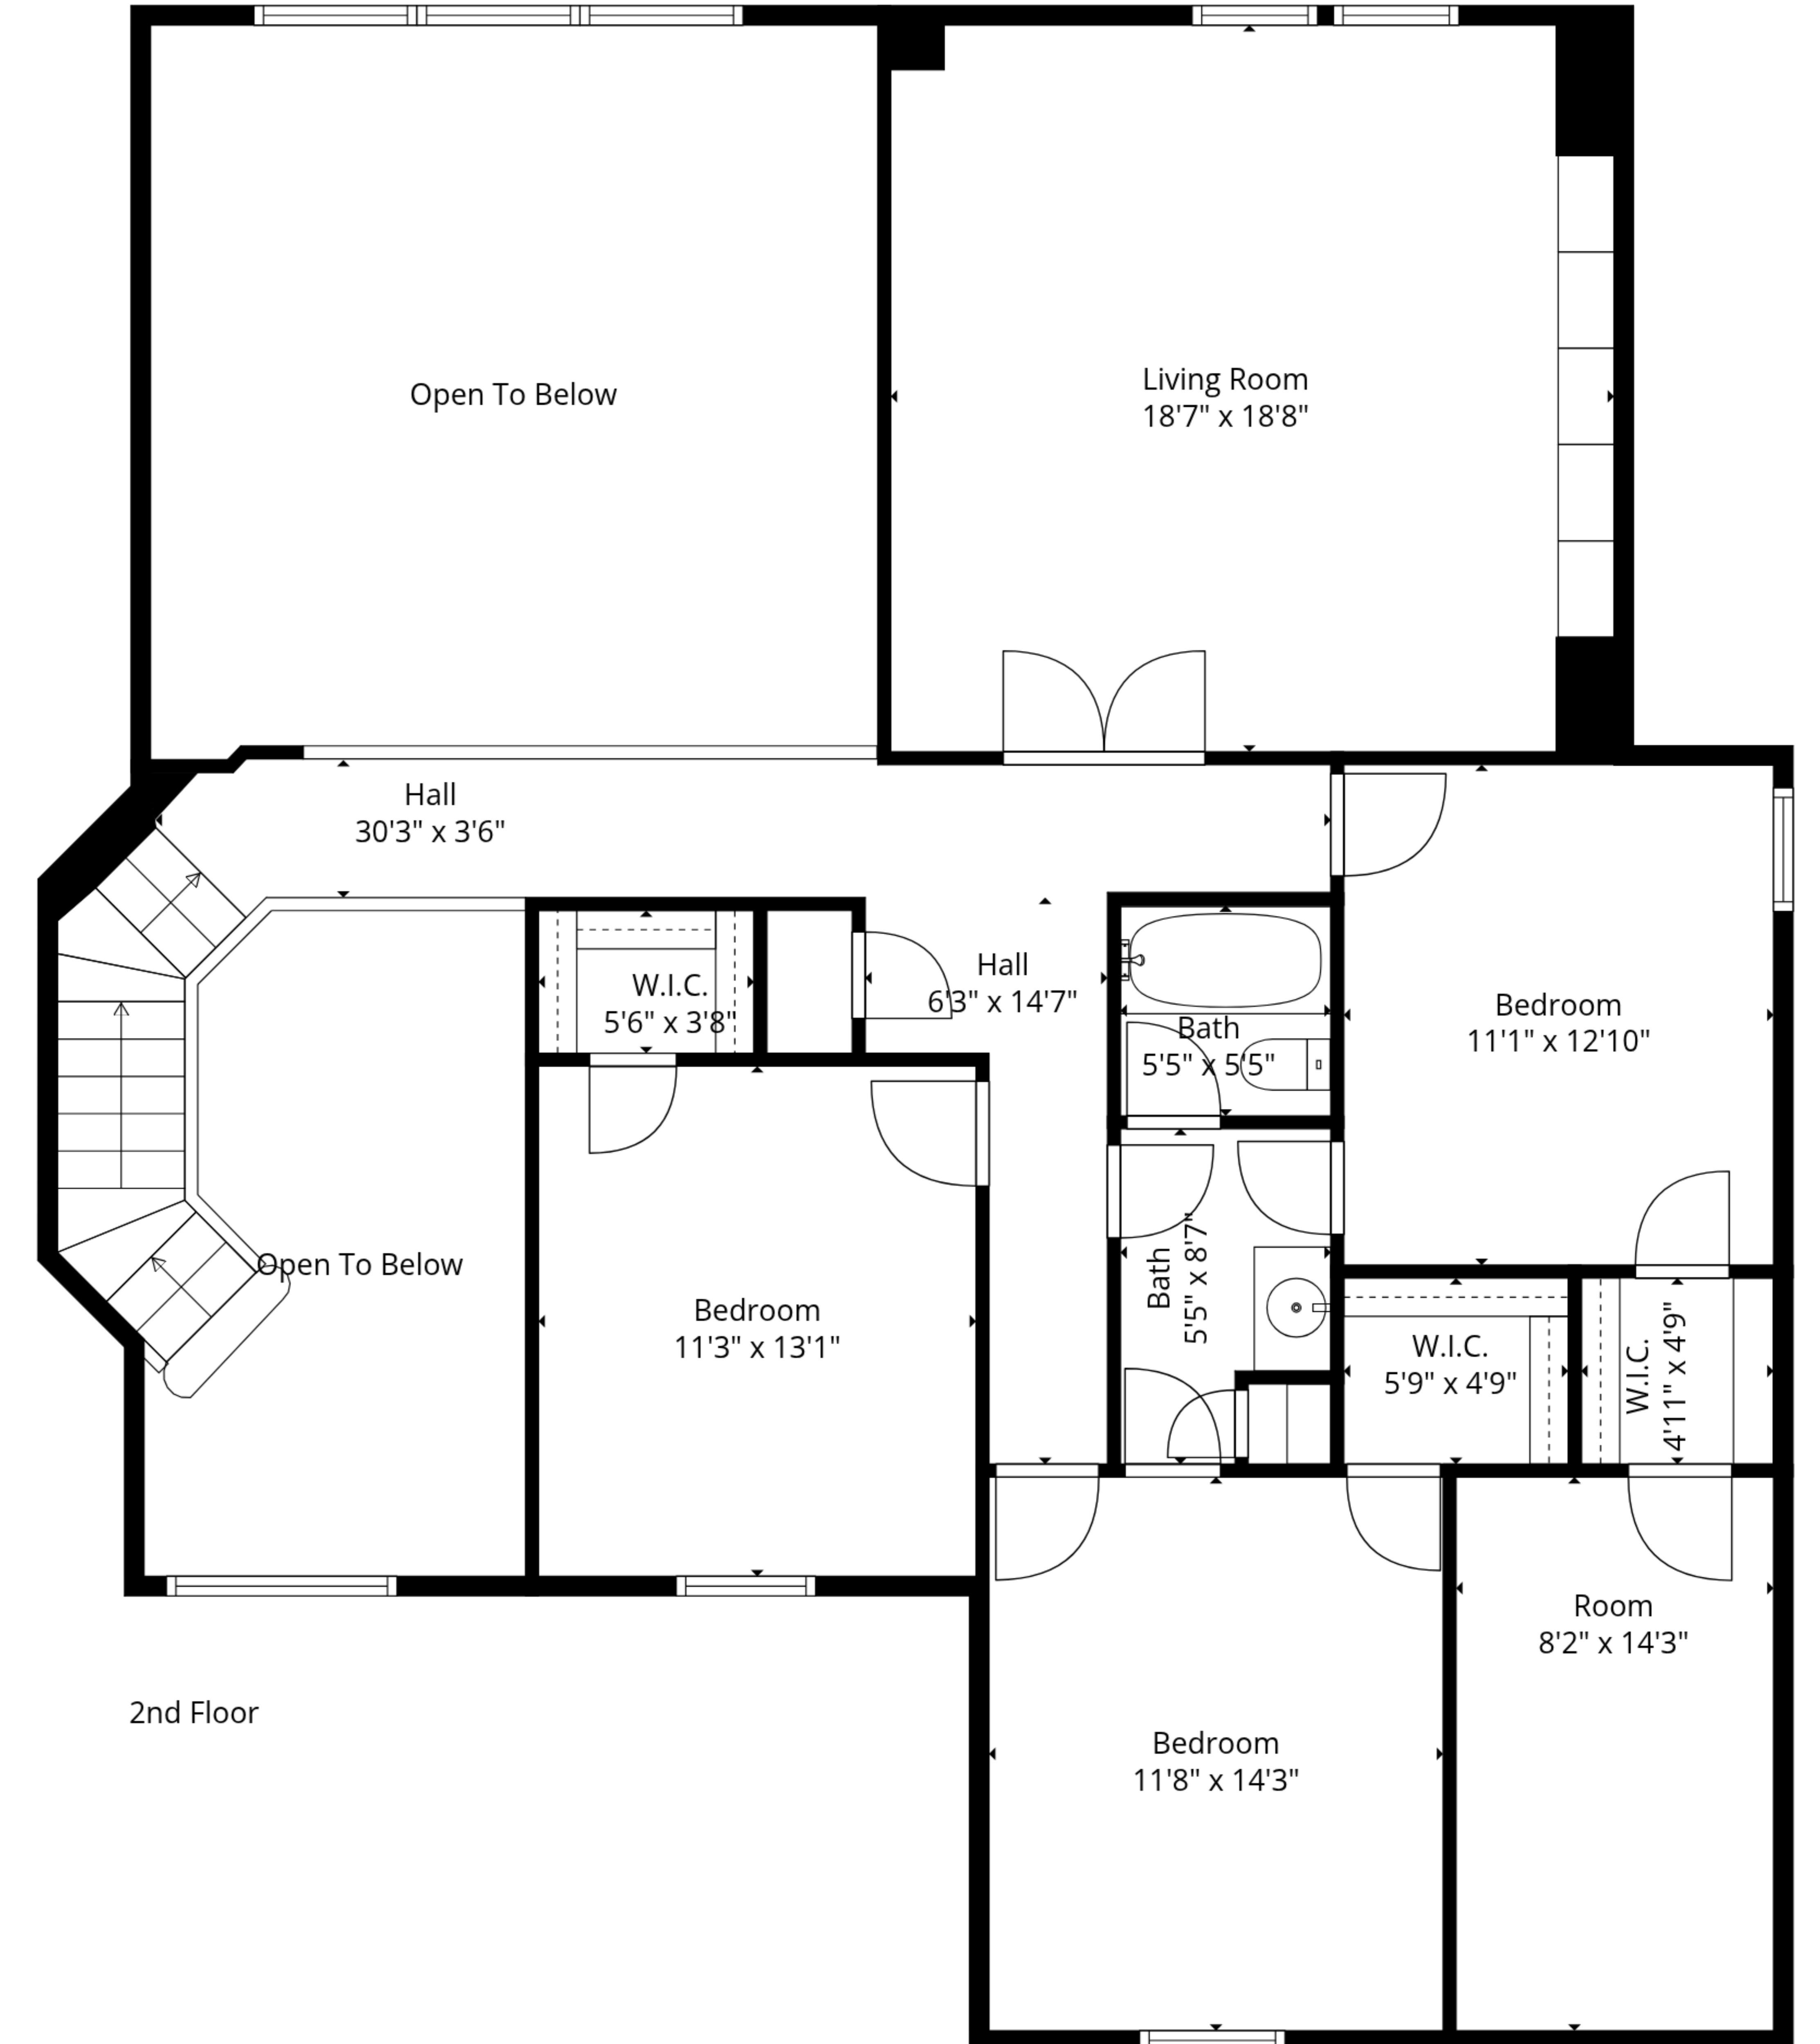 Open To Below
Living Room
18'7" x 18'8"
Hall
30'3" x 3'6"
W.I.C.
5'6" x 3'8"
Hall
6'3" x 14'7"
Bath
5'5" x 5'5"
Bedroom
11'1" x 12'10"
Open To Below
Bedroom
11'3" x 13'1"
Bath
5'5" x 8'7"
W.I.C.
5'9" x 4'9"
W.I.C.
4'11" x 4'9"
Room
8'2" x 14'3"
2nd Floor
Bedroom
11'8" x 14'3"